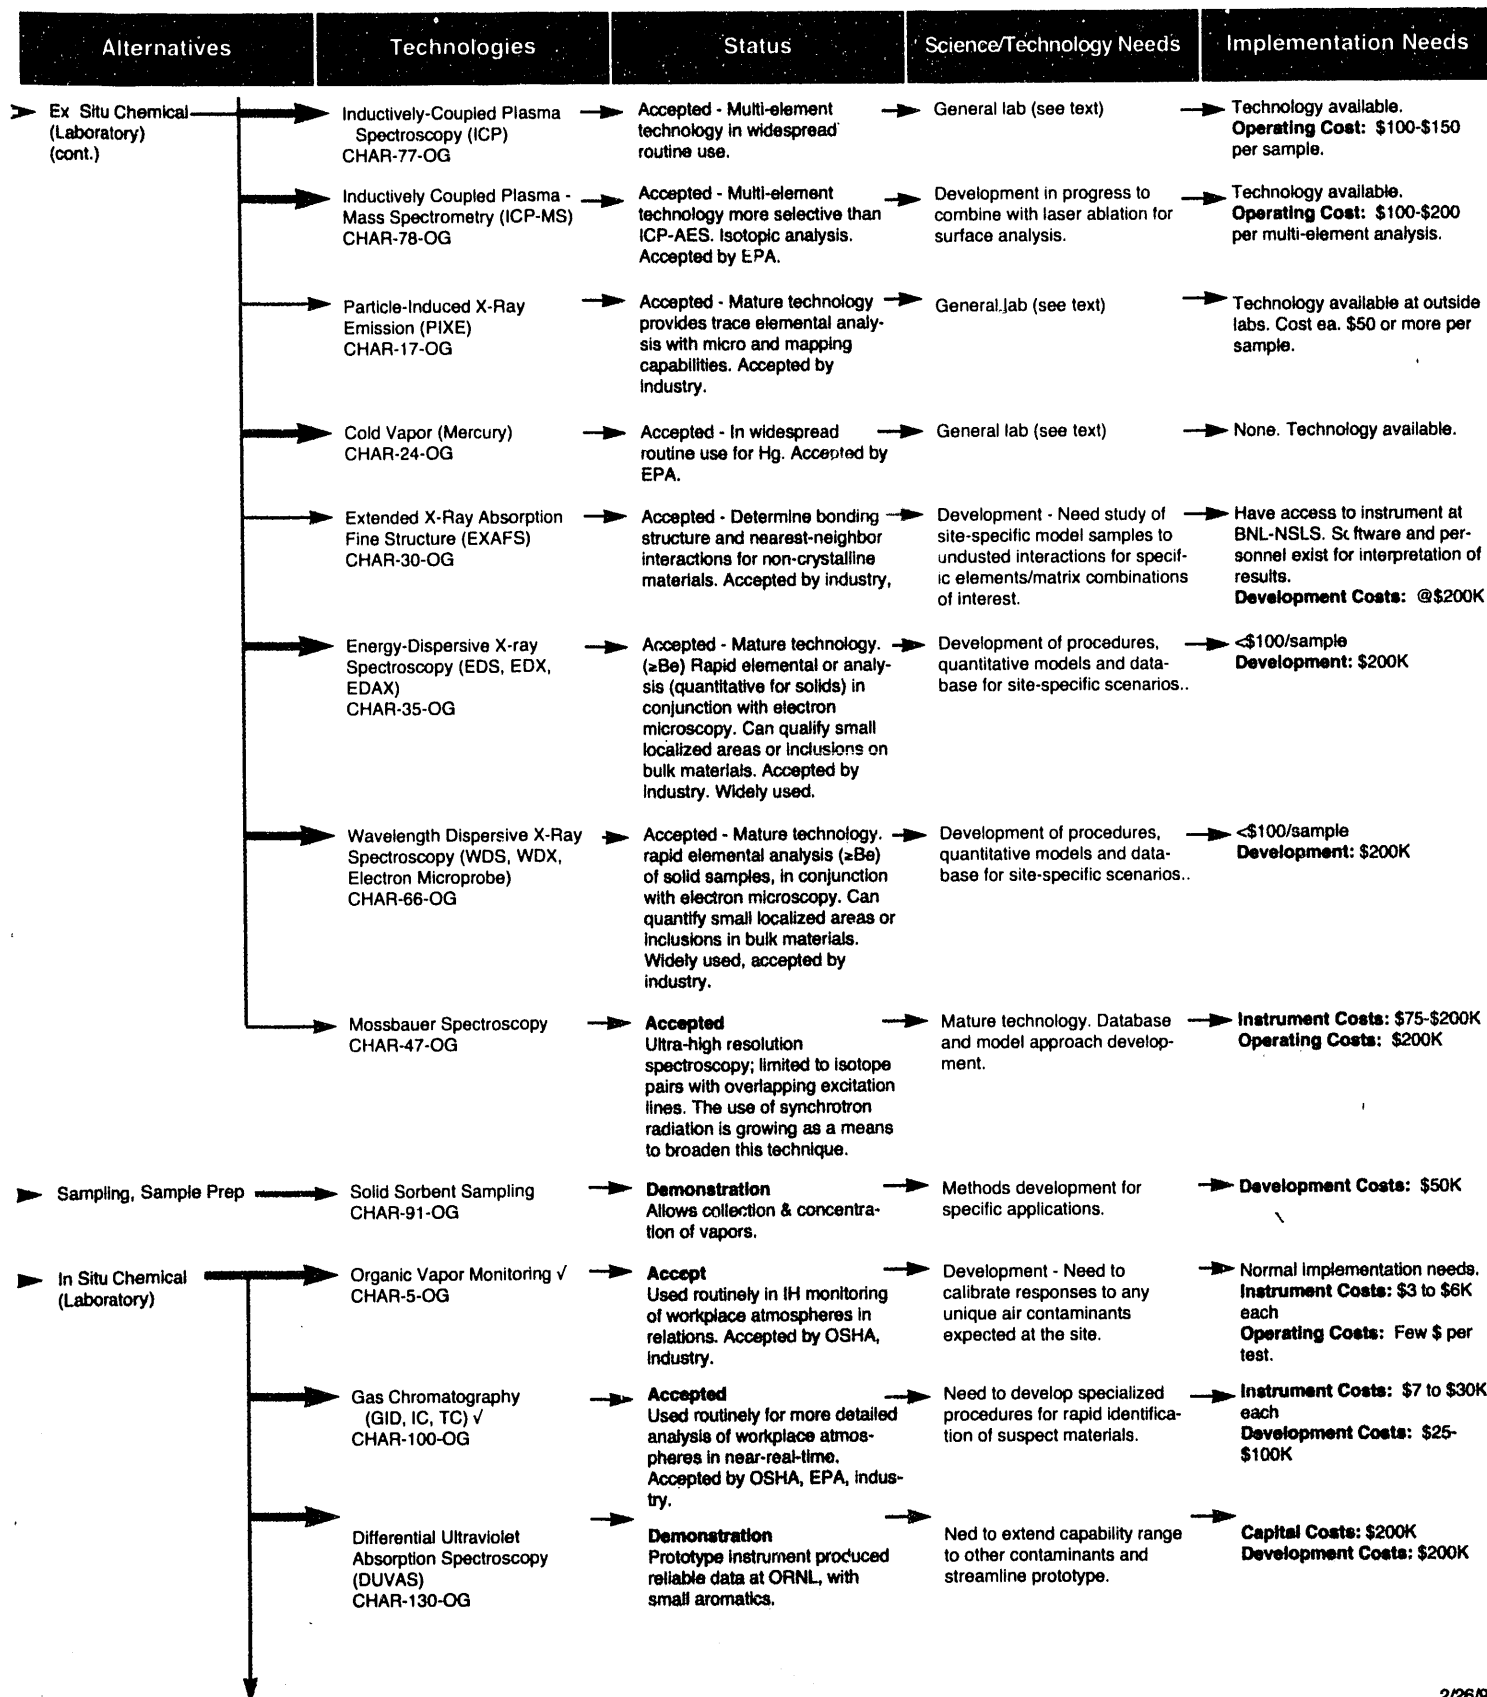 Alternatives
Technologies
Status
Science/Technology Needs
Implementation Needs
Ex Situ Chemical
(Laboratory)
(cont.)
Inductively-Coupled Plasma
Spectroscopy (ICP)
CHAR-77-OG
Accepted - Multi-element
technology in widespread
routine use.
General lab (see text)
Technology available.
Operating Cost: $100-$150
per sample.
Inductively Coupled Plasma -
Mass Spectrometry (ICP-MS)
CHAR-78-OG
Accepted - Multi-element
technology more selective than
ICP-AES. Isotopic analysis.
Accepted by EPA.
Development in progress to
combine with laser ablation for
surface analysis.
Technology available.
Operating Cost: $100-$200
per multi-element analysis.
Particle-Induced X-Ray
Emission (PIXE)
CHAR-17-OG
Accepted - Mature technology
provides trace elemental analy-
sis with micro and mapping
capabilities. Accepted by
industry.
General lab (see text)
Technology available at outside
labs. Cost ea. $50 or more per
sample.
Cold Vapor (Mercury)
CHAR-24-OG
Accepted - In widespread
routine use for Hg. Accepted by
EPA.
General lab (see text)
None. Technology available.
Extended X-Ray Absorption
Fine Structure (EXAFS)
CHAR-30-OG
Accepted - Determine bonding
structure and nearest-neighbor
interactions for non-crystalline
materials. Accepted by industry,
Development - Need study of
site-specific model samples to
undusted interactions for specif-
ic elements/matrix combinations
of interest.
Have access to instrument at
BNL-NSLS. Software and per-
sonnel exist for interpretation of
results.
Development Costs: @$200K
Energy-Dispersive X-ray
Spectroscopy (EDS, EDX,
EDAX)
CHAR-35-OG
Accepted - Mature technology.
(≥Be) Rapid elemental or analy-
sis (quantitative for solids) in
conjunction with electron
microscopy. Can qualify small
localized areas or inclusions on
bulk materials. Accepted by
industry. Widely used.
Development of procedures,
quantitative models and data-
base for site-specific scenarios..
<$100/sample
Development: $200K
Wavelength Dispersive X-Ray
Spectroscopy (WDS, WDX,
Electron Microprobe)
CHAR-66-OG
Accepted - Mature technology.
rapid elemental analysis (≥Be)
of solid samples, in conjunction
with electron microscopy. Can
quantify small localized areas or
inclusions in bulk materials.
Widely used, accepted by
industry.
Development of procedures,
quantitative models and data-
base for site-specific scenarios..
<$100/sample
Development: $200K
Mossbauer Spectroscopy
CHAR-47-OG
Accepted
Ultra-high resolution
spectroscopy; limited to isotope
pairs with overlapping excitation
lines. The use of synchrotron
radiation is growing as a means
to broaden this technique.
Mature technology. Database
and model approach develop-
ment.
Instrument Costs: $75-$200K
Operating Costs: $200K
Sampling, Sample Prep
Solid Sorbent Sampling
CHAR-91-OG
Demonstration
Allows collection & concentra-
tion of vapors.
Methods development for
specific applications.
Development Costs: $50K
In Situ Chemical
(Laboratory)
Organic Vapor Monitoring √
CHAR-5-OG
Accept
Used routinely in IH monitoring
of workplace atmospheres in
relations. Accepted by OSHA,
industry.
Development - Need to
calibrate responses to any
unique air contaminants
expected at the site.
Normal implementation needs.
Instrument Costs: $3 to $6K
each
Operating Costs: Few $ per
test.
Gas Chromatography
(GID, IC, TC) √
CHAR-100-OG
Accepted
Used routinely for more detailed
analysis of workplace atmos-
pheres in near-real-time.
Accepted by OSHA, EPA, indus-
try.
Need to develop specialized
procedures for rapid identifica-
tion of suspect materials.
Instrument Costs: $7 to $30K
each
Development Costs: $25-
$100K
Differential Ultraviolet
Absorption Spectroscopy
(DUVAS)
CHAR-130-OG
Demonstration
Prototype instrument produced
reliable data at ORNL, with
small aromatics.
Ned to extend capability range
to other contaminants and
streamline prototype.
Capital Costs: $200K
Development Costs: $200K
2/26/9